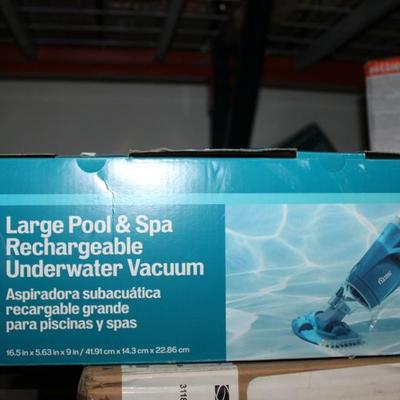 Large Pool & Spa
Rechargeable
Underwater Vacuum
Aspiradora subacuática
recargable grande
para piscinas y spas
16.5 in x 5.63 in x 9 in / 41.91 cm x 14.3 cm x 22.86 cm
3118